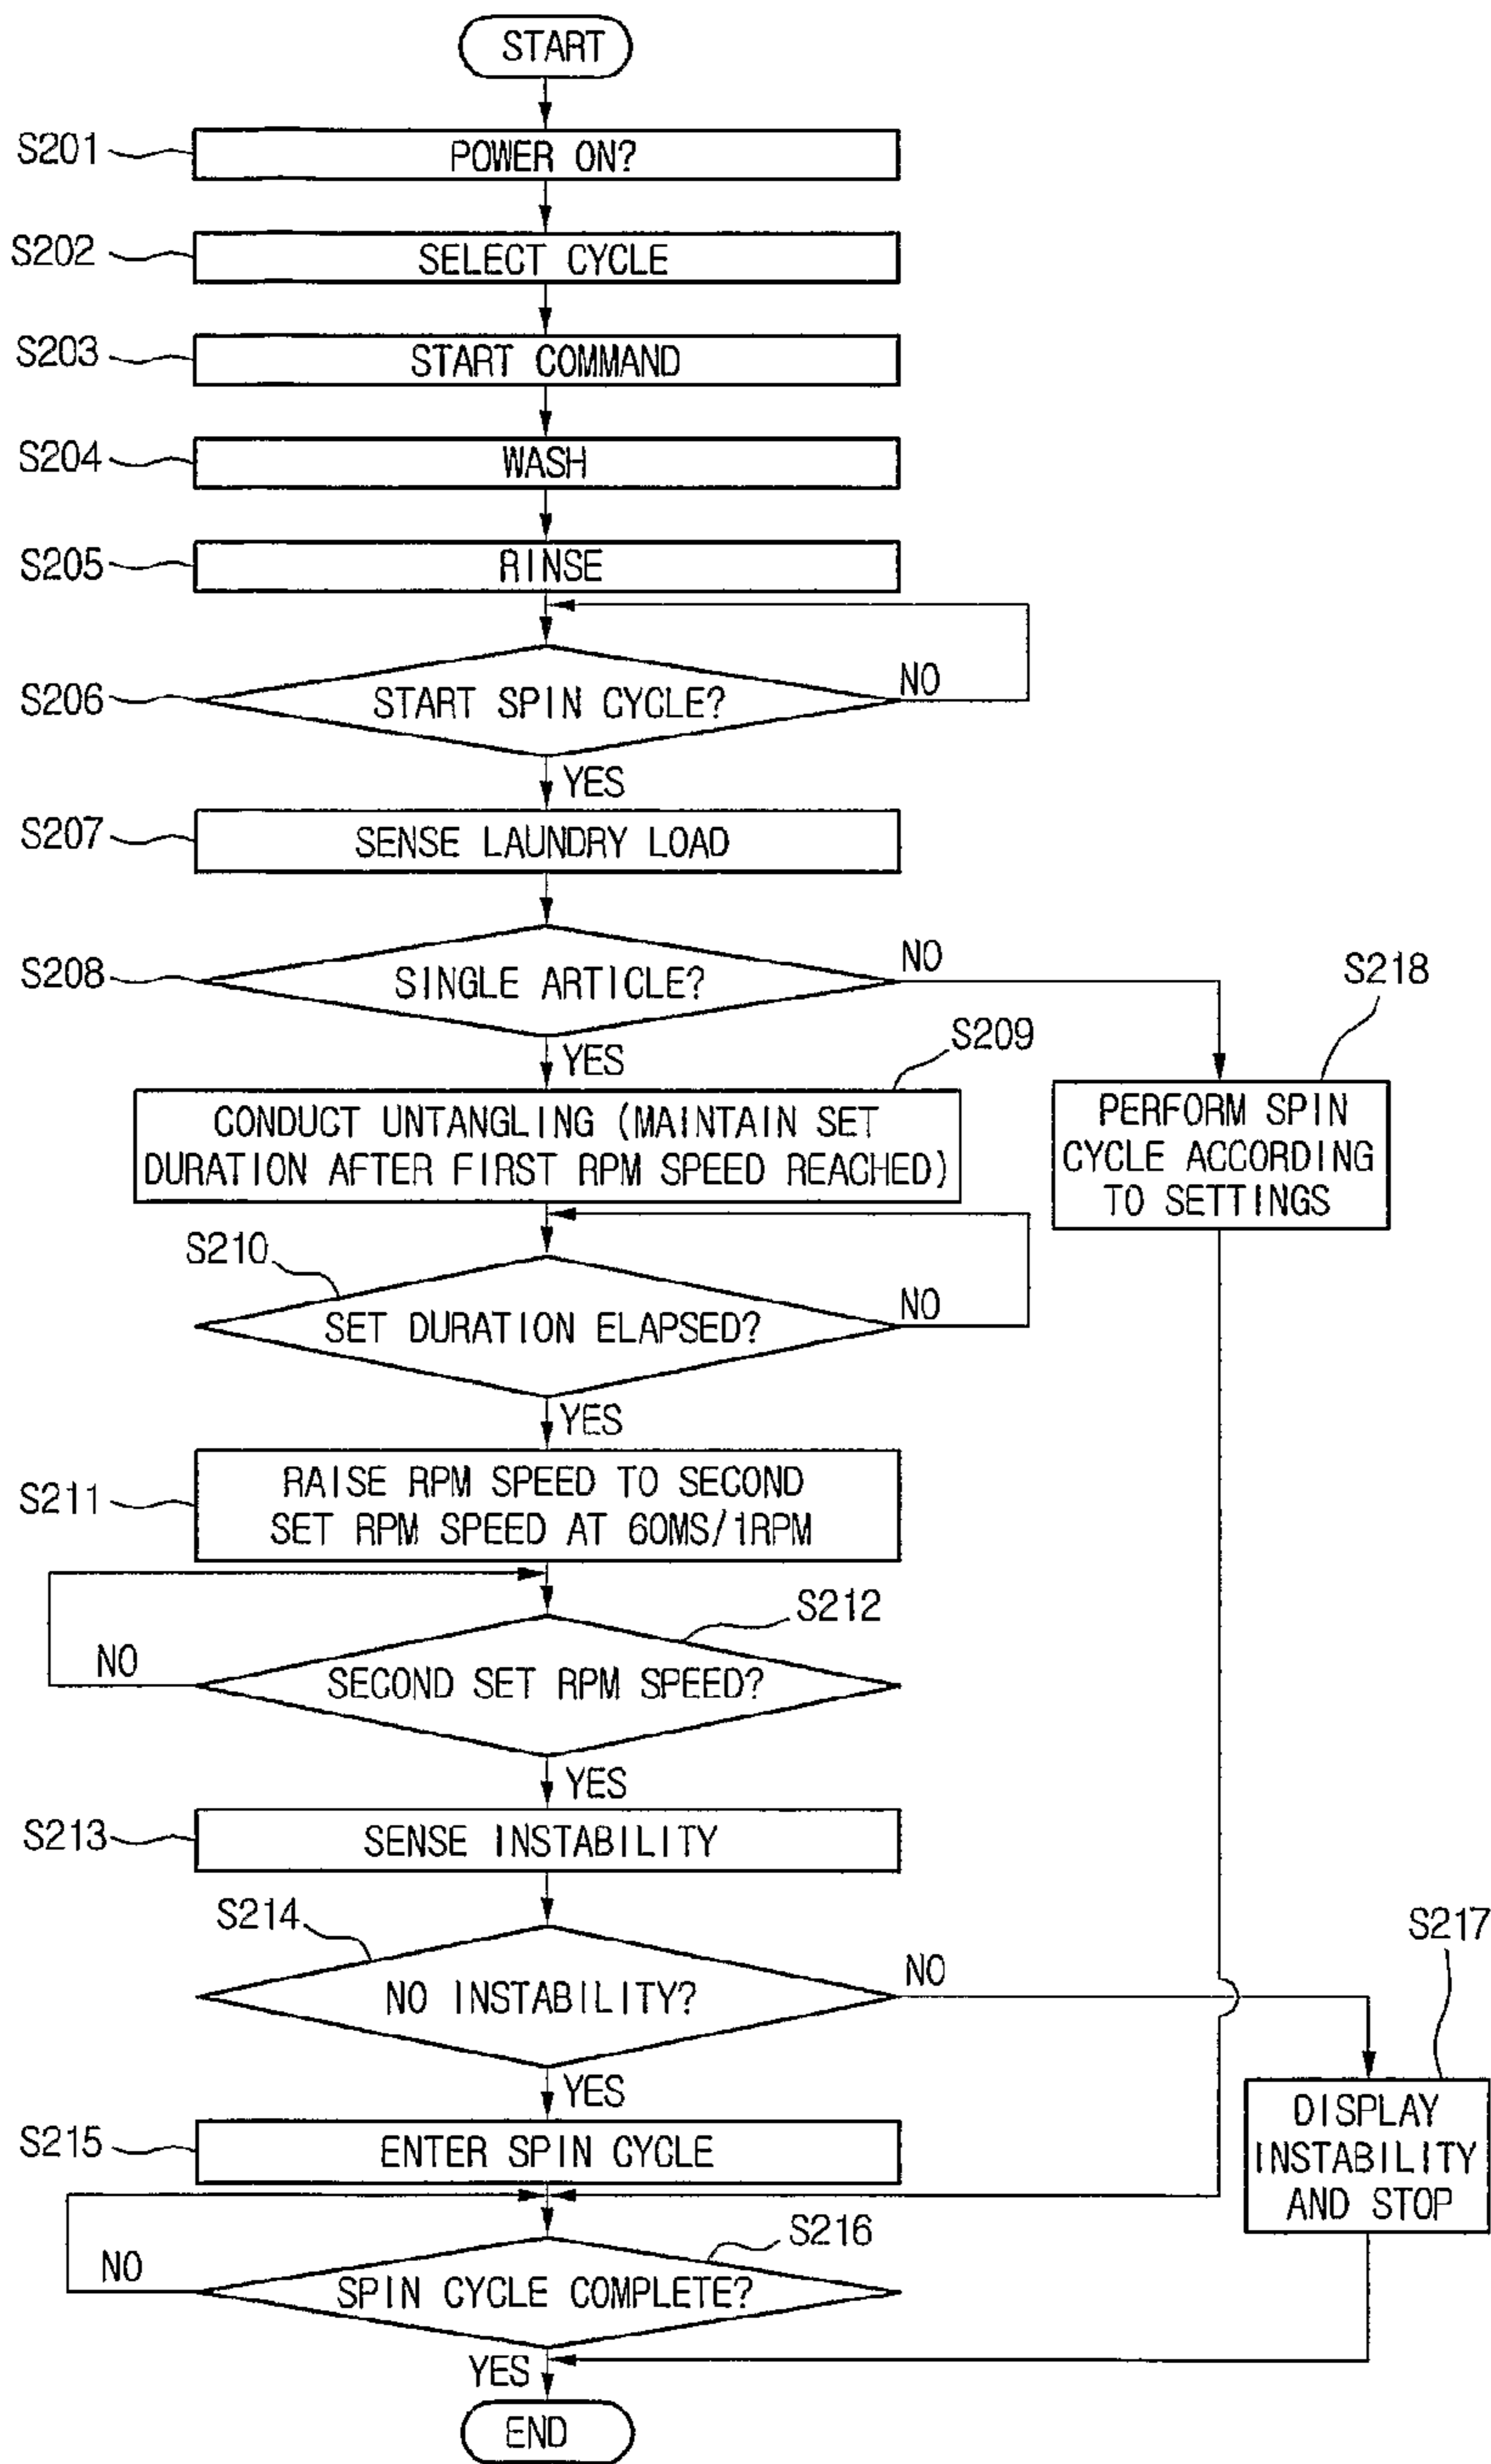 START
S201
POWER ON?
S202
SELECT CYCLE
S203
START COMMAND
S204
WASH
S205
RINSE
S206
START SPIN CYCLE?
NO
YES
S207
SENSE LAUNDRY LOAD
S208
SINGLE ARTICLE?
NO
S218
YES
S209
CONDUCT UNTANGLING (MAINTAIN SET
DURATION AFTER FIRST RPM SPEED REACHED)
PERFORM SPIN
CYCLE ACCORDING
TO SETTINGS
S210
SET DURATION ELAPSED?
NO
YES
S211
RAISE RPM SPEED TO SECOND
SET RPM SPEED AT 60MS/1RPM
S212
NO
SECOND SET RPM SPEED?
YES
S213
SENSE INSTABILITY
S214
NO INSTABILITY?
NO
S217
YES
DISPLAY
INSTABILITY
AND STOP
S215
ENTER SPIN CYCLE
S216
NO
SPIN CYCLE COMPLETE?
YES
END